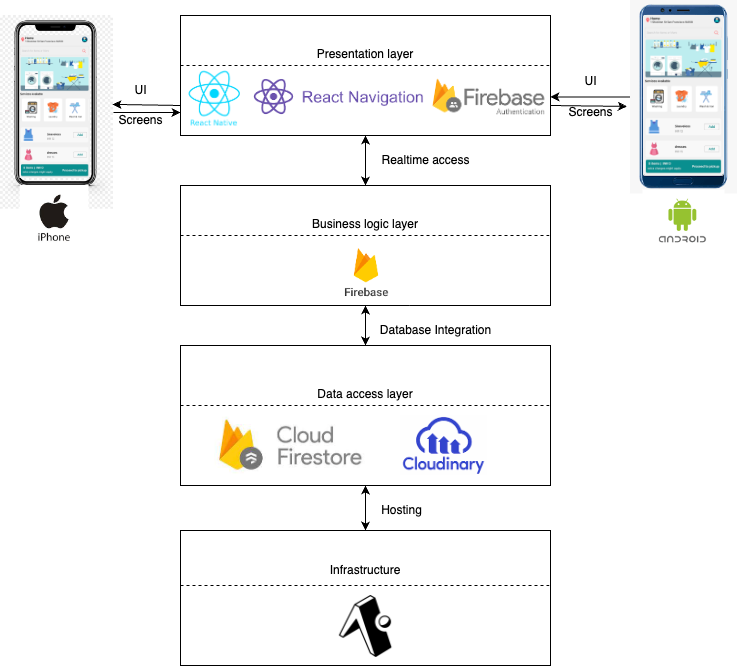 Presentation layer
React Native
React Navigation
Firebase
Authentication
UI
Screens
UI
Screens
iPhone
ANDROID
Realtime access
Business logic layer
Firebase
Database Integration
Data access layer
Cloud
Firestore
Cloudinary
Hosting
Infrastructure